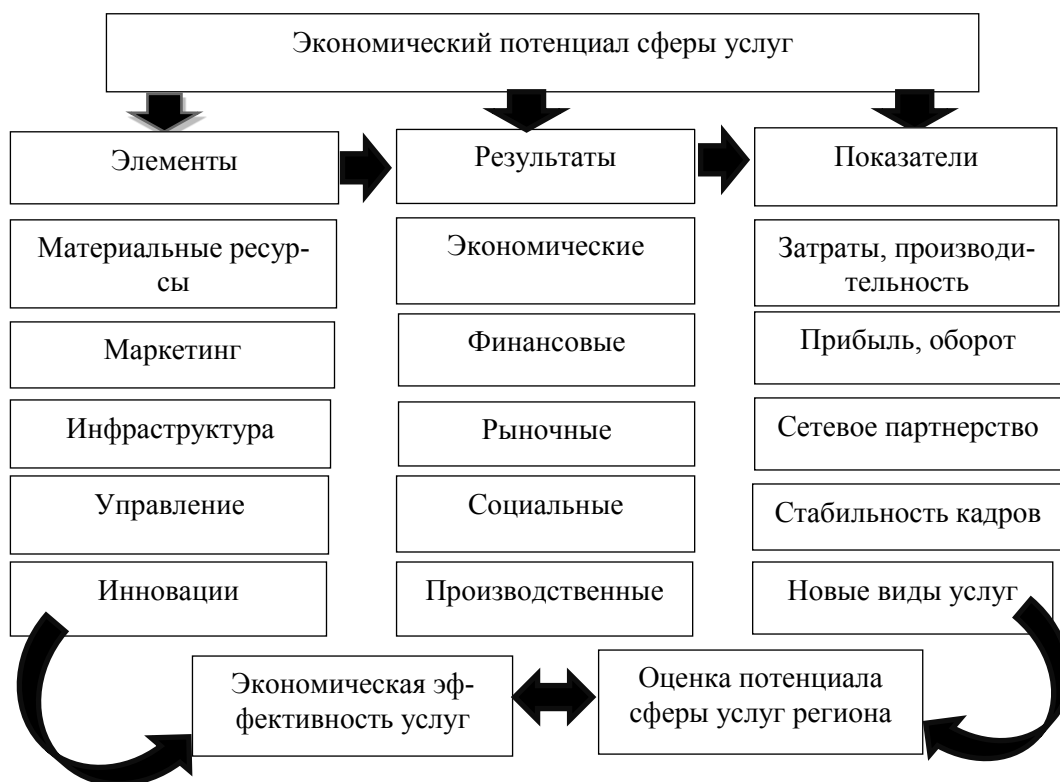 Экономический потенциал сферы услуг
Элементы
Результаты
Показатели
Материальные ресур-
сы
Экономические
Затраты, производи-
тельность
Маркетинг
Финансовые
Прибыль, оборот
Инфраструктура
Рыночные
Сетевое партнерство
Управление
Социальные
Стабильность кадров
Инновации
Производственные
Новые виды услуг
Экономическая эф-
фективность услуг
Оценка потенциала
сферы услуг региона